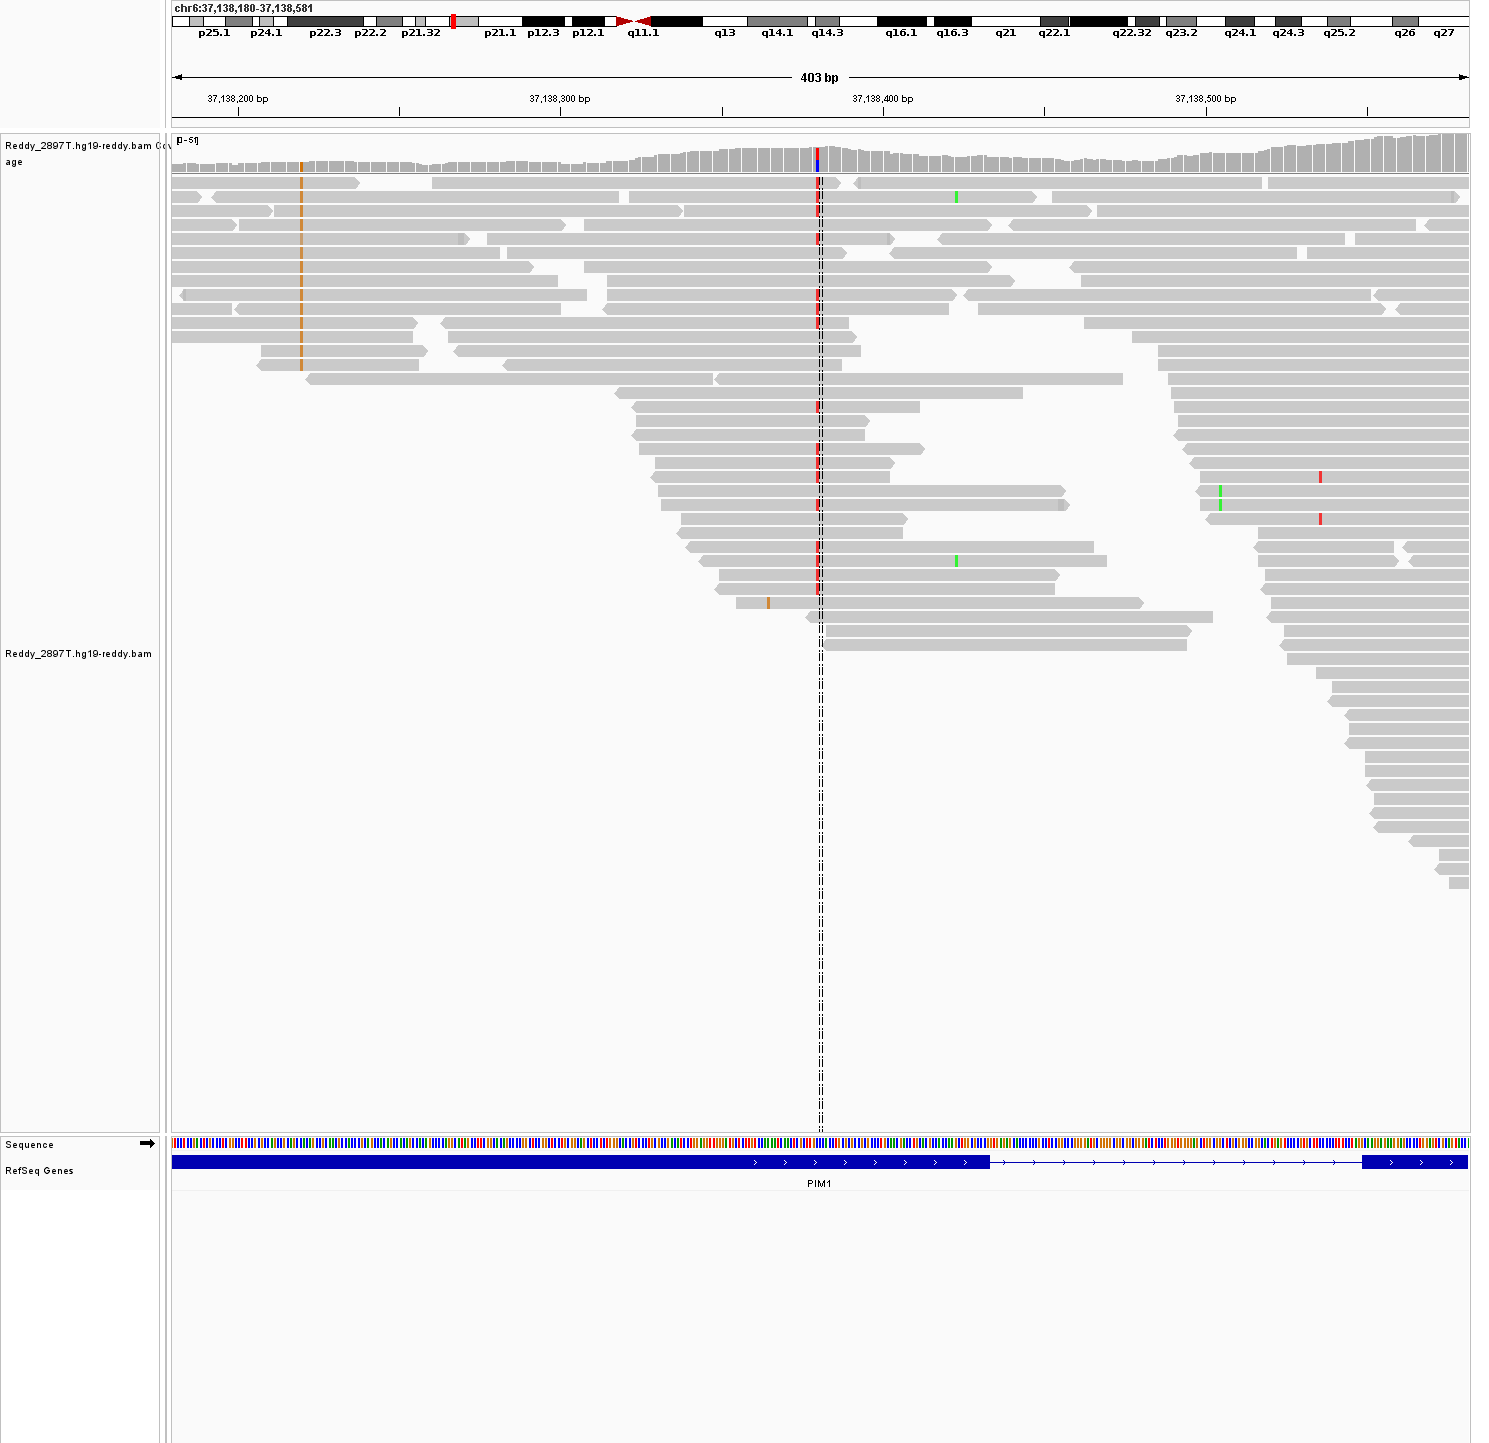 chr6:37,138,180-37,138,581
p25.1 p24.1 p22.3 p22.2 p21.32 p21.1 p12.3 p12.1 q11.1 q13 q14.1 q14.3 q16.1 q16.3 q21 q22.1 q22.32 q23.2 q24.1 q24.3 q25.2 q26 q27
403 bp
37,138,200 bp 37,138,300 bp 37,138,400 bp 37,138,500 bp
[0-51]
Reddy_2897T.hg19-reddy.bam Cov
age
Reddy_2897T.hg19-reddy.bam
Sequence
RefSeq Genes
PIM1